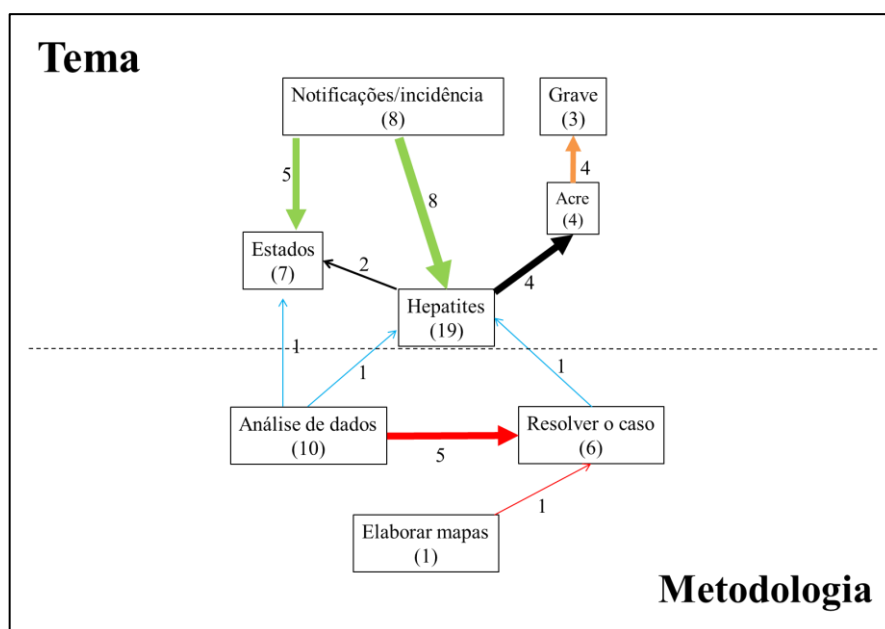 Tema
Notificações/incidência
(8)
Grave
(3)
5
4
8
Acre
(4)
Estados
(7)
2
4
Hepatites
(19)
1
1
1
Análise de dados
(10)
5
Resolver o caso
(6)
1
Elaborar mapas
(1)
Metodologia